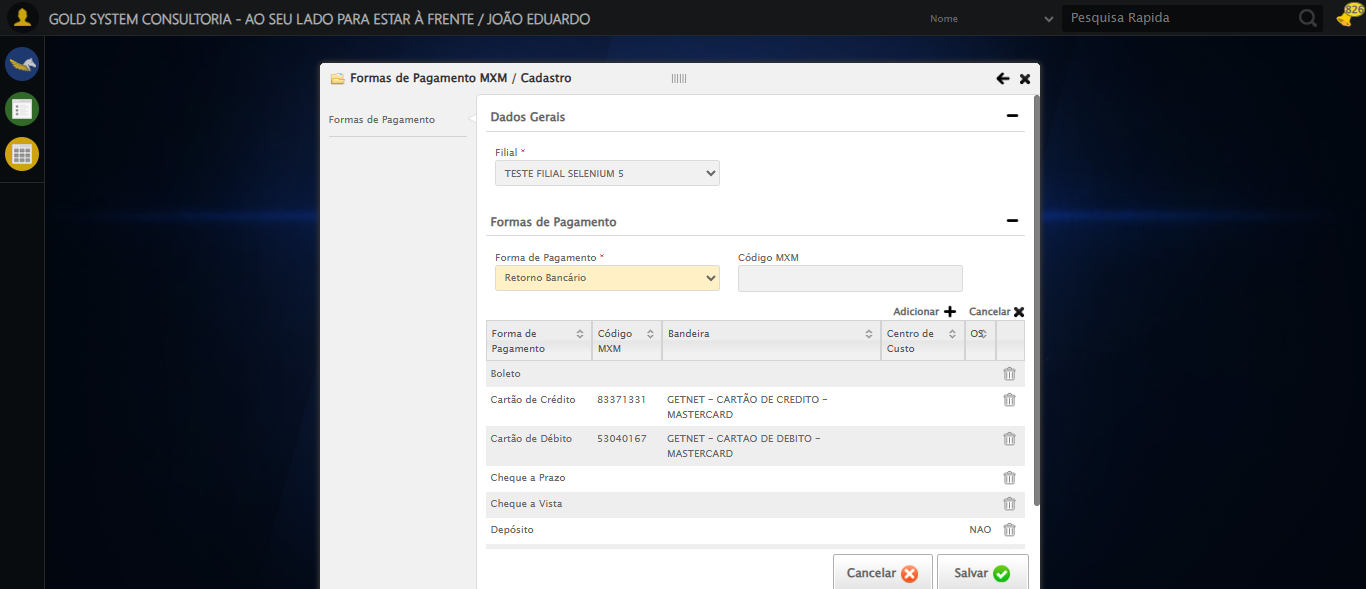 GOLD SYSTEM CONSULTORIA - AO SEU LADO PARA ESTAR À FRENTE / JOÃO EDUARDO
Nome
Pesquisa Rapida
826
Formas de Pagamento MXM / Cadastro
Formas de Pagamento
Dados Gerais
Filial *
TESTE FILIAL SELENIUM 5
Formas de Pagamento
Forma de Pagamento * Código MXM
Retorno Bancário
Adicionar Cancelar
Forma de Pagamento Código MXM Bandeira Centro de Custo OS
Boleto
Cartão de Crédito 83371331 GETNET - CARTÃO DE CREDITO -
MASTERCARD
Cartão de Débito 53040167 GETNET - CARTAO DE DEBITO -
MASTERCARD
Cheque a Prazo
Cheque a Vista
Depósito NAO
Cancelar Salvar